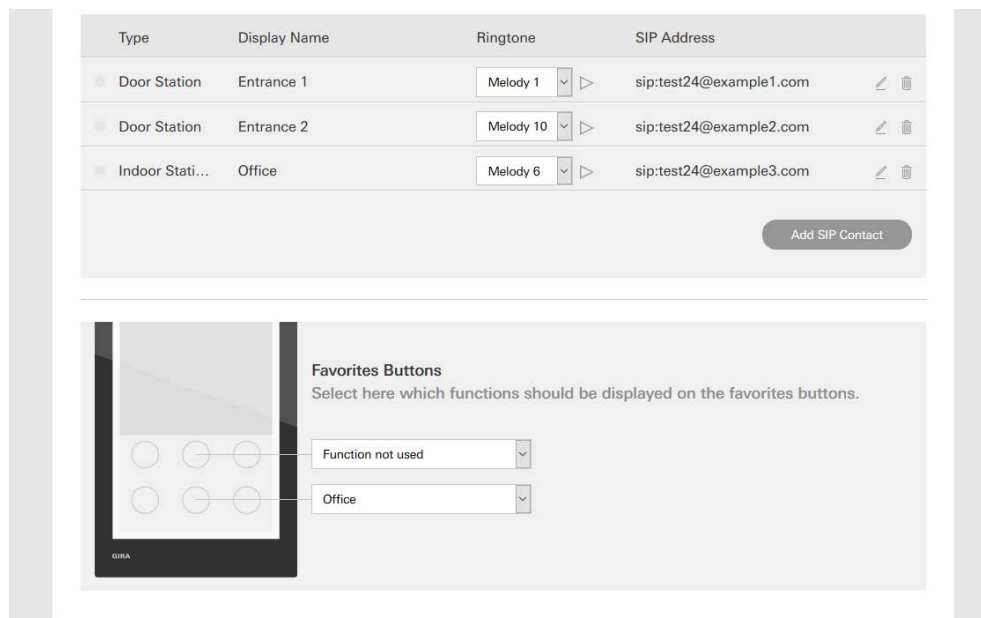 Type Display Name Ringtone SIP Address
Door Station Entrance 1 Melody 1 sip:test24@example1.com
Door Station Entrance 2 Melody 10 sip:test24@example2.com
Indoor Stati... Office Melody 6 sip:test24@example3.com
Add SIP Contact
Favorites Buttons
Select here which functions should be displayed on the favorites buttons.
Function not used
Office
GIRA